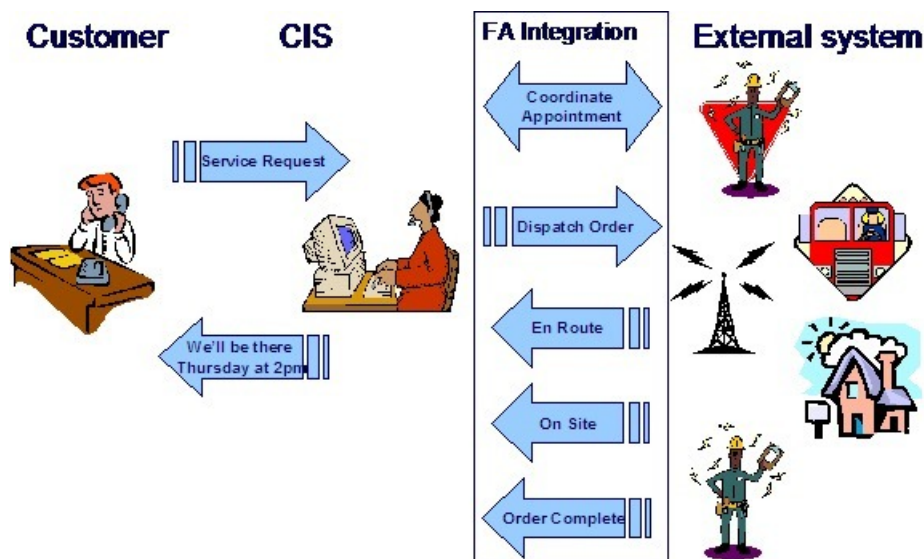 Customer
CIS
FA Integration
External system
Coordinate
Appointment
Service Request
Dispatch Order
En Route
We'll be there
Thursday at 2pm
On Site
Order Complete